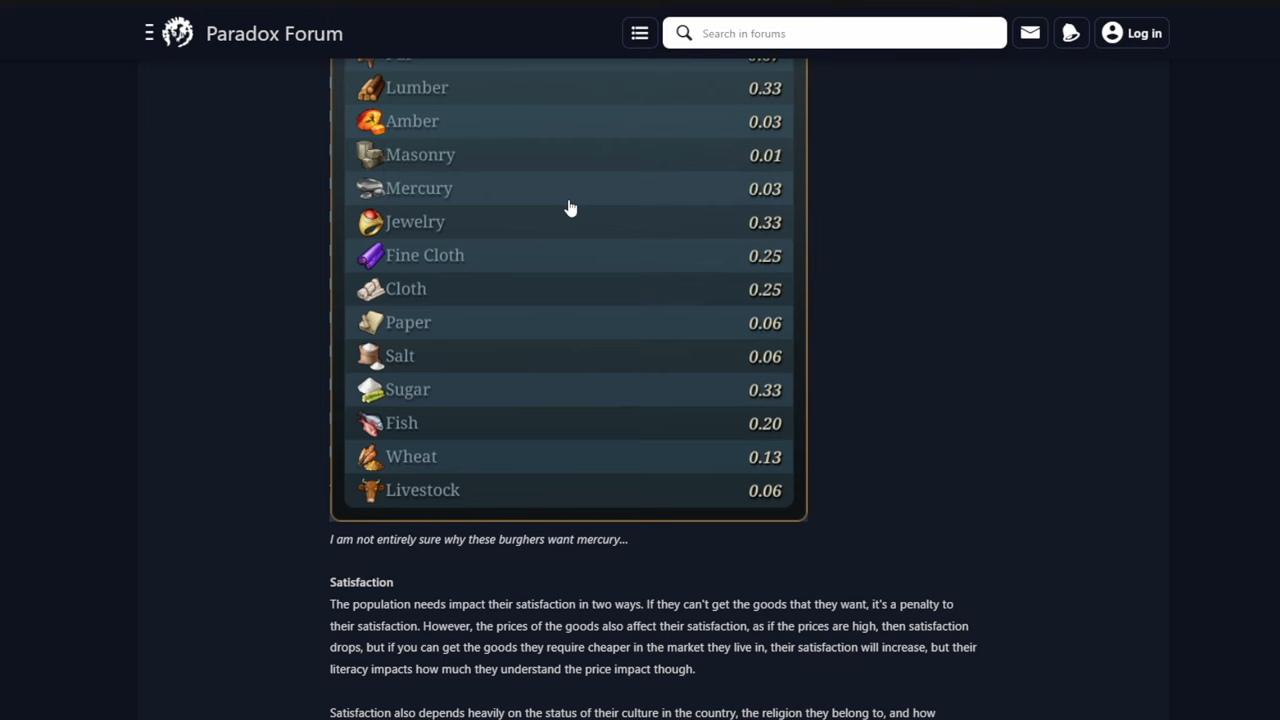 Paradox Forum
Search in forums
Log in
Lumber 0.33
Amber 0.03
Masonry 0.01
Mercury 0.03
Jewelry 0.33
Fine Cloth 0.25
Cloth 0.25
Paper 0.06
Salt 0.06
Sugar 0.33
Fish 0.20
Wheat 0.13
Livestock 0.06
I am not entirely sure why these burghers want mercury...
Satisfaction
The population needs impact their satisfaction in two ways. If they can't get the goods that they want, it's a penalty to
their satisfaction. However, the prices of the goods also affect their satisfaction, as if the prices are high, then satisfaction
drops, but if you can get the goods they require cheaper in the market they live in, their satisfaction will increase, but their
literacy impacts how much they understand the price impact though.
Satisfaction also depends heavily on the status of their culture in the country, the religion they belong to, and how